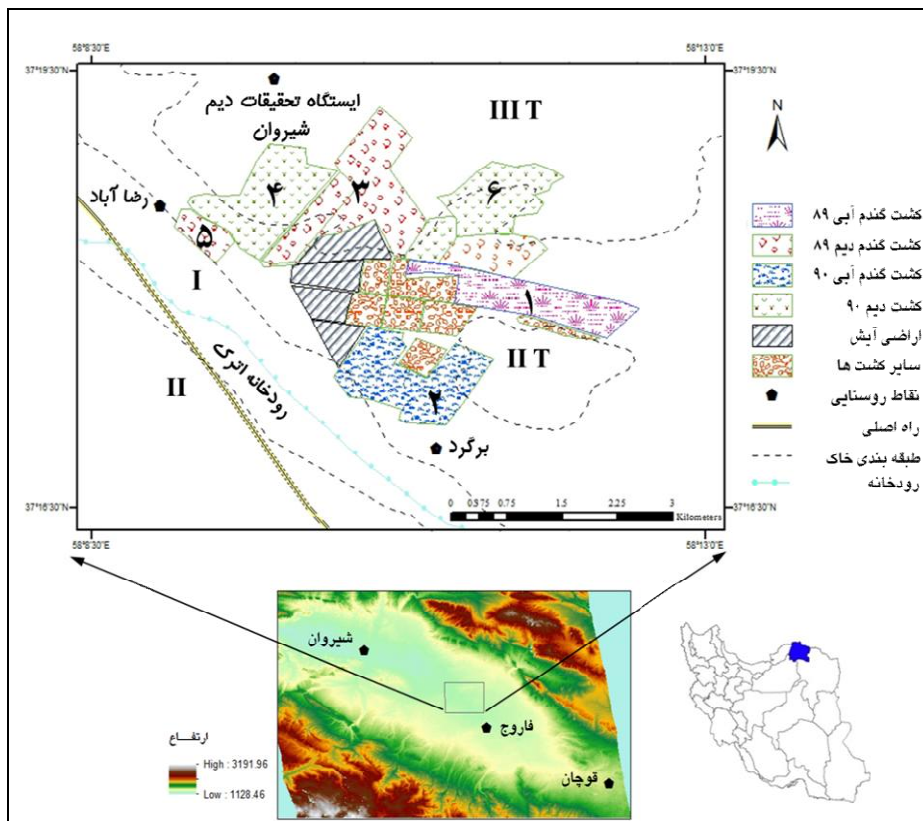 58°8'30"E
58°13'0"E
37°19'30"N
37°19'30"N
ایستگاه تحقیقات دیم
شیروان
III T
N
رضا آباد
۴
۳
۶
۵
I
۱
II T
II
رودخانه اترک
۲
برگرد
کشت گندم آبی ۸۹
کشت گندم دیم ۸۹
کشت گندم آبی ۹۰
کشت دیم ۹۰
اراضی آیش
سایر کشت ها
نقاط روستایی
راه اصلی
طبقه بندی خاک
رودخانه
0 0.375 0.75 1.5 2.25 3
Kilometers
37°16'30"N
37°16'30"N
58°8'30"E
58°13'0"E
شیروان
فاروج
قوچان
ارتفـــاع
High : 3191.96
Low : 1128.46